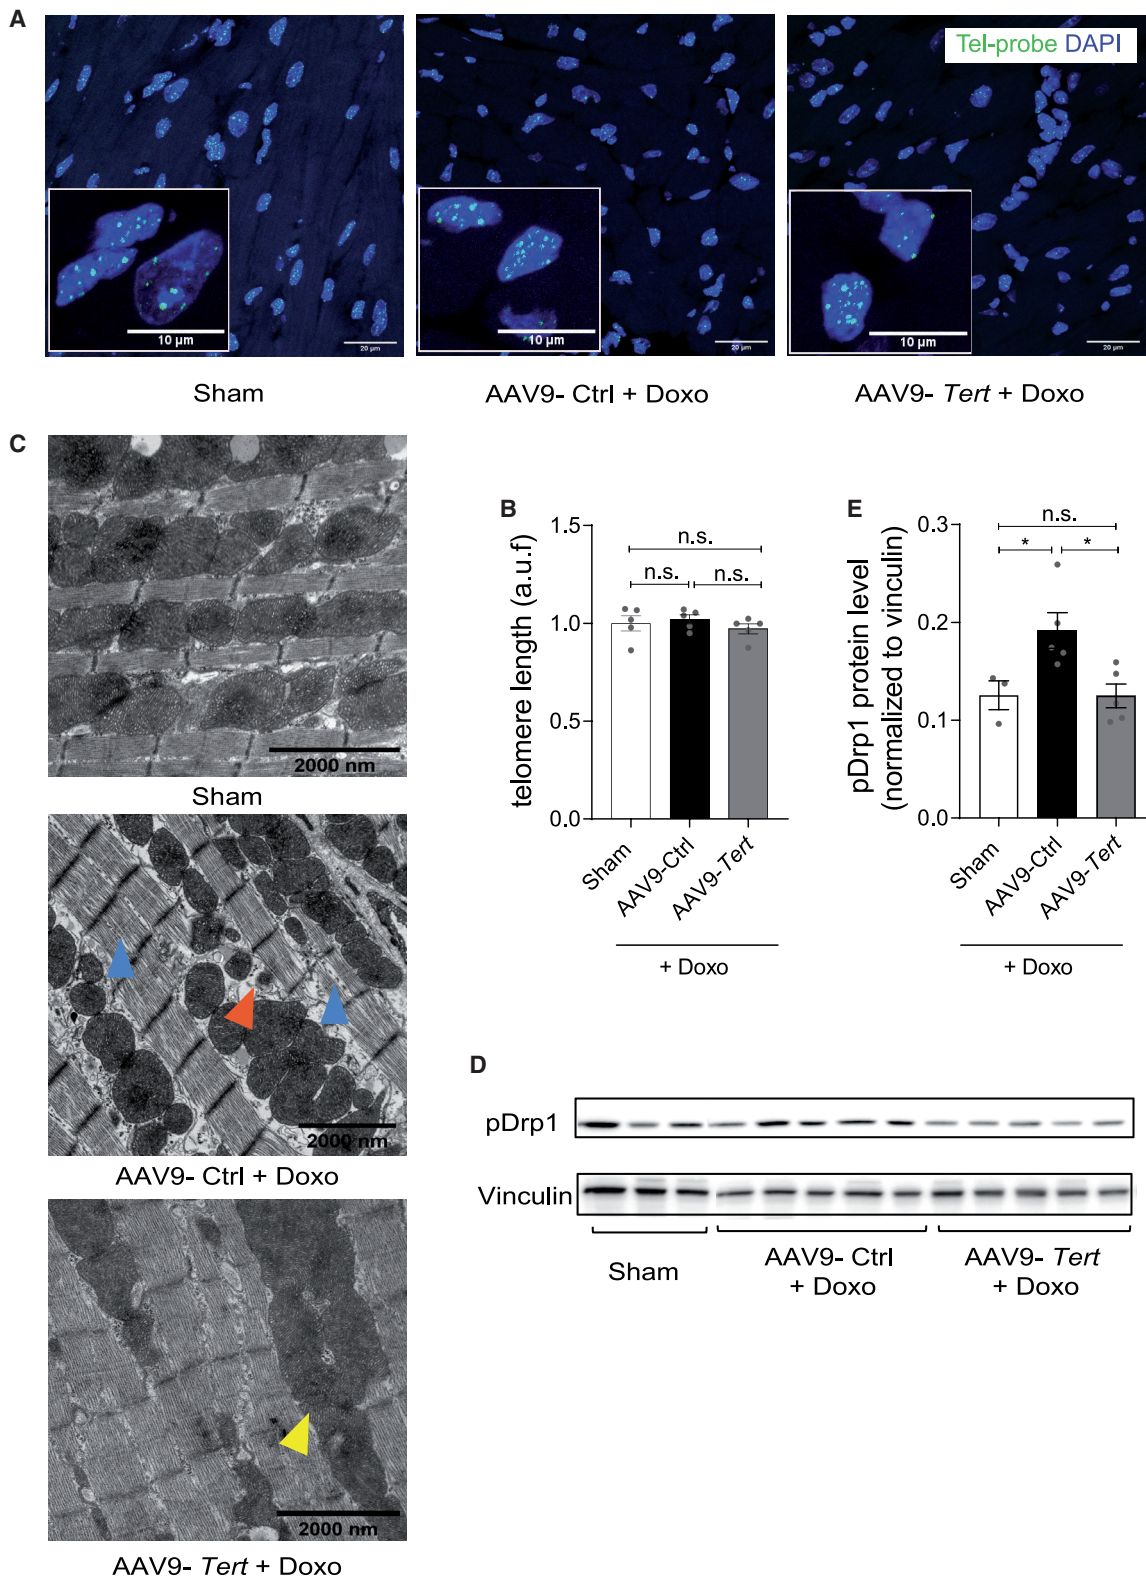 A
Tel-probe DAPI
10 µm
20 µm
10 µm
20 µm
10 µm
20 µm
Sham
AAV9- Ctrl + Doxo
AAV9- Tert + Doxo
C
2000 nm
Sham
2000 nm
AAV9- Ctrl + Doxo
2000 nm
AAV9- Tert + Doxo
B
telomere length (a.u.f)
1.5
1.0
0.5
0.0
n.s.
n.s.
n.s.
Sham
AAV9-Ctrl
AAV9-Tert
+ Doxo
E
pDrp1 protein level
(normalized to vinculin)
0.3
0.2
0.1
0.0
n.s.
*
*
Sham
AAV9-Ctrl
AAV9-Tert
+ Doxo
D
pDrp1
Vinculin
Sham
AAV9- Ctrl
+ Doxo
AAV9- Tert
+ Doxo